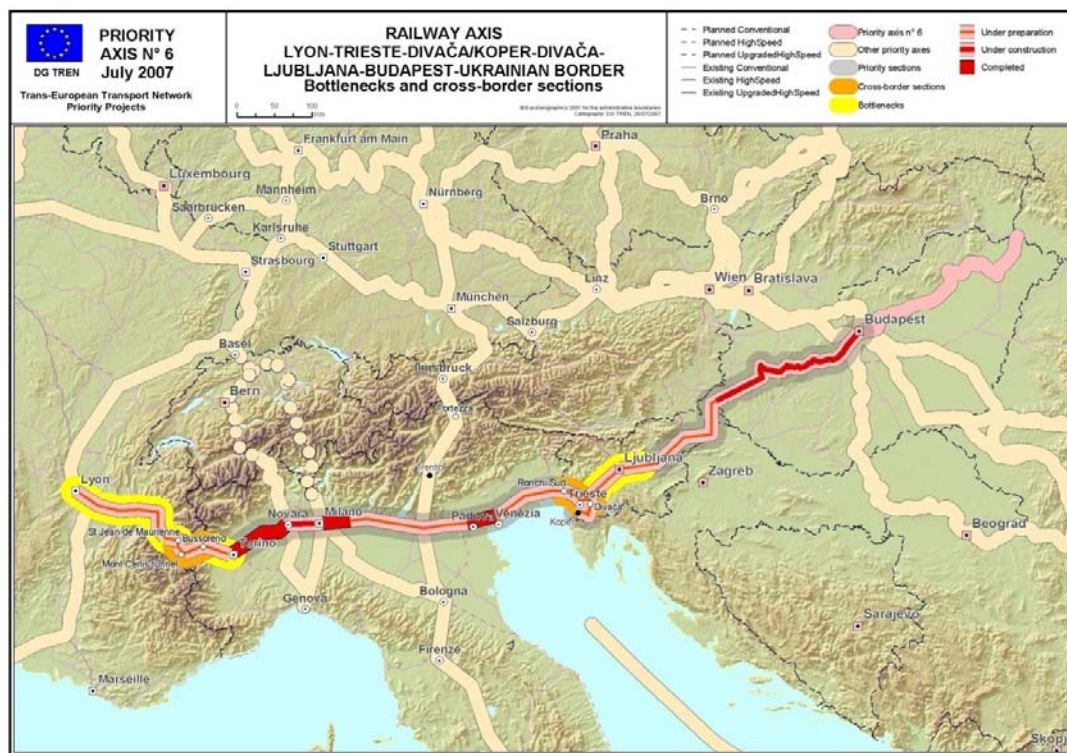 DG TREN
PRIORITY
AXIS N° 6
July 2007
Trans-European Transport Network
Priority Projects
RAILWAY AXIS
LYON-TRIESTE-DIVAČA/KOPER-DIVAČA-
LJUBLJANA-BUDAPEST-UKRAINIAN BORDER
Bottlenecks and cross-border sections
0 50 100
Planned Conventional
Planned HighSpeed
Planned UpgradedHighSpeed
Existing Conventional
Existing HighSpeed
Existing UpgradedHighSpeed
Priority axis n° 6
Other priority axes
Priority sections
Cross-border sections
Bottlenecks
Under preparation
Under construction
Completed
Frankfurt am Main
Praha
Luxembourg
Mannheim
Nürnberg
Saarbrücken
Brno
Karlsruhe
Stuttgart
Strasbourg
Linz
Wien
Bratislava
München
Salzburg
Budapest
Basel
Innsbruck
Bern
Fortezza
Lyon
Trento
Ljubljana
Zagreb
Ronchi Sud
Trieste
Divača
Koper
Novara
Milano
Padova
Venezia
Beograd
St Jean de Maurienne
Bussoleno
Torino
Mont Cenis tunnel
Genova
Bologna
Sarajevo
Firenze
Marseille
Skopj